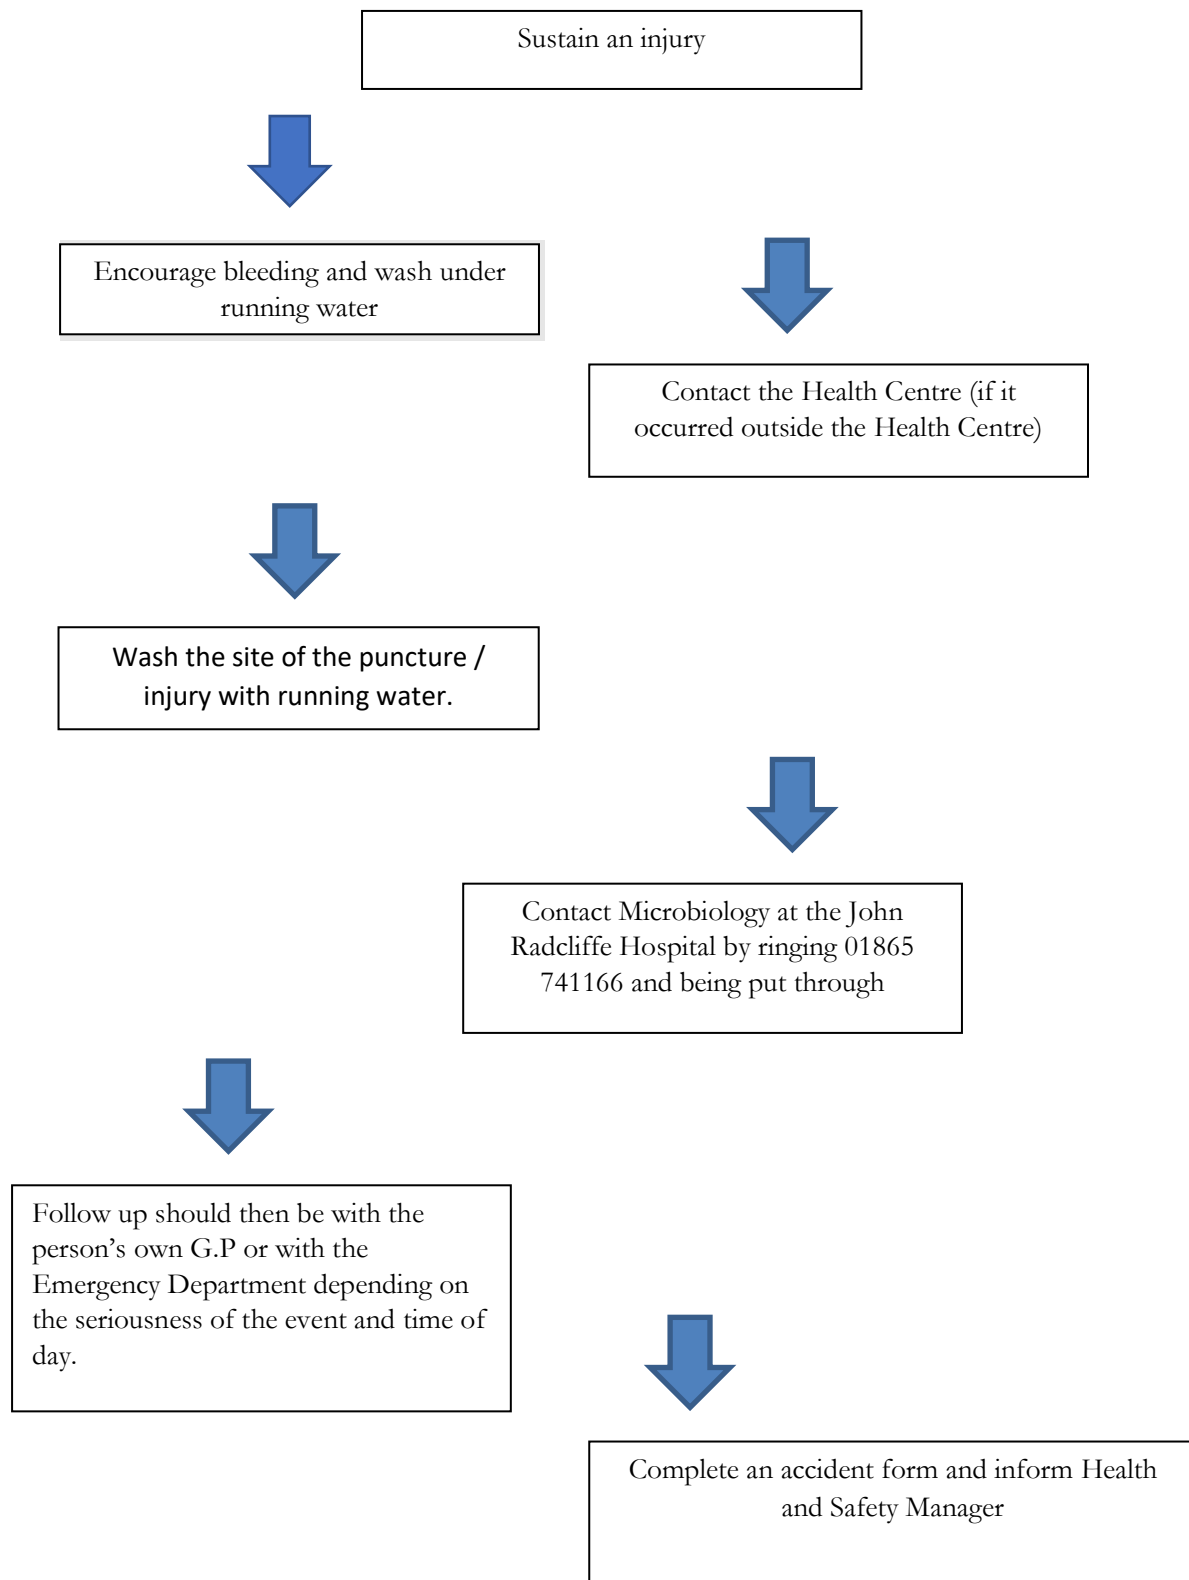 Sustain an injury
Encourage bleeding and wash under
running water
Contact the Health Centre (if it
occurred outside the Health Centre)
Wash the site of the puncture /
injury with running water.
Contact Microbiology at the John
Radcliffe Hospital by ringing 01865
741166 and being put through
Follow up should then be with the
person’s own G.P or with the
Emergency Department depending on
the seriousness of the event and time of
day.
Complete an accident form and inform Health
and Safety Manager